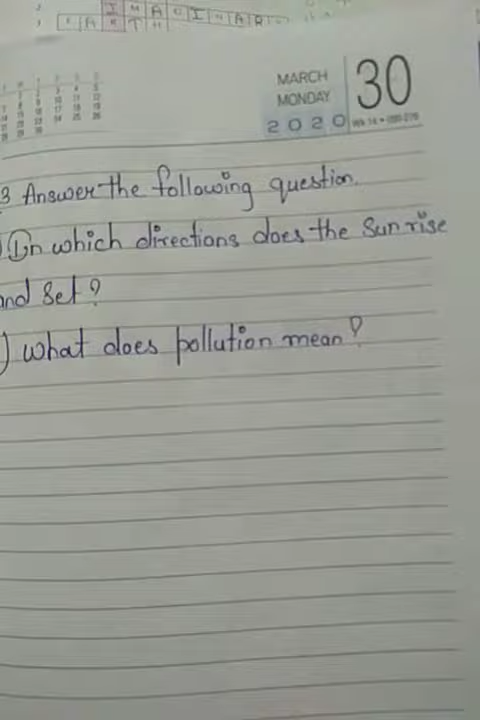 I M A G I N A R
E A R T H
MARCH
MONDAY
2020
30
3 Answer the following question.
In which directions does the Sun rise
and Set?
) what does pollution mean?